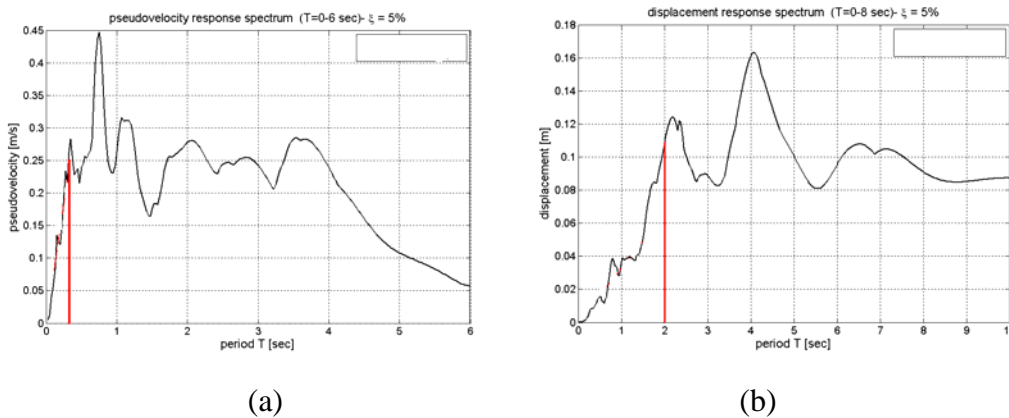 pseudovelocity response spectrum (T=0-6 sec)- ξ = 5%
0.45
0.4
0.35
0.3
0.25
0.2
0.15
0.1
0.05
0
pseudovelocity [m/s]
0 1 2 3 4 5 6
period T [sec]
(a)
displacement response spectrum (T=0-8 sec)- ξ = 5%
0.18
0.16
0.14
0.12
0.1
0.08
0.06
0.04
0.02
0
displacement [m]
0 1 2 3 4 5 6 7 8 9 10
period T [sec]
(b)